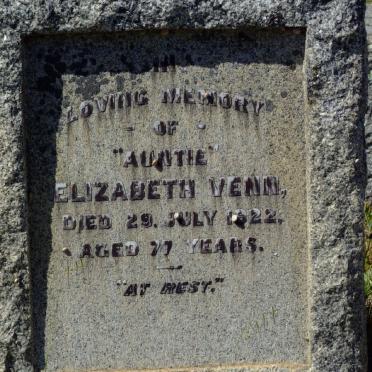 IN
LOVING MEMORY
- OF -
"AUNTIE"
ELIZABETH VENN,
DIED 29. JULY 1922.
AGED 77 YEARS.
"AT REST."